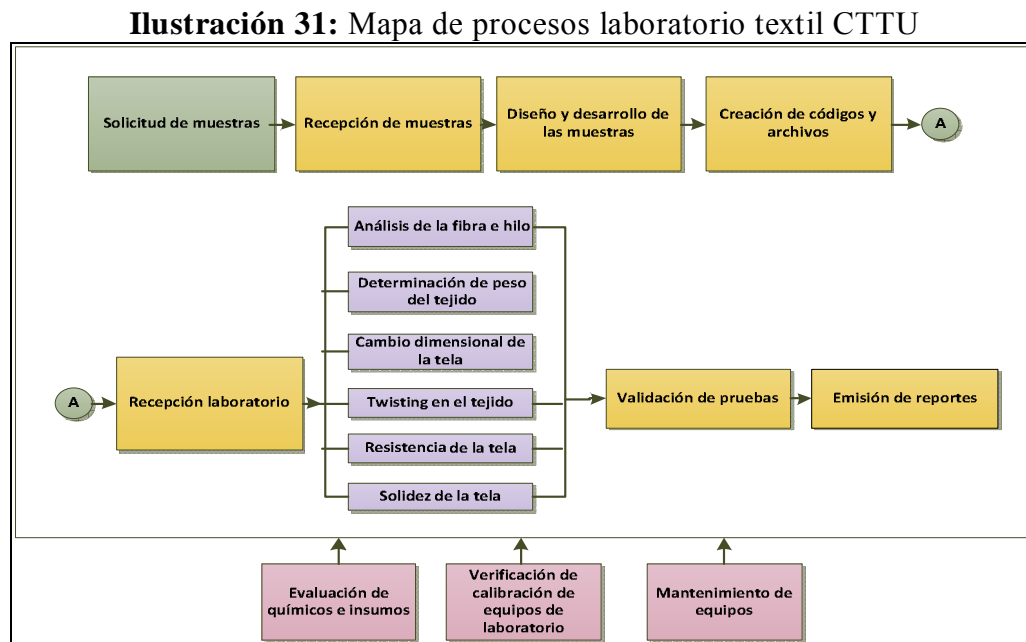 Ilustración 31: Mapa de procesos laboratorio textil CTTU
Solicitud de muestras
Recepción de muestras
Diseño y desarrollo de
las muestras
Creación de códigos y
archivos
A
Análisis de la fibra e hilo
Determinación de peso
del tejido
Cambio dimensional de
la tela
Twisting en el tejido
Resistencia de la tela
Solidez de la tela
A
Recepción laboratorio
Validación de pruebas
Emisión de reportes
Evaluación de
químicos e insumos
Verificación de
calibración de
equipos de
laboratorio
Mantenimiento de
equipos